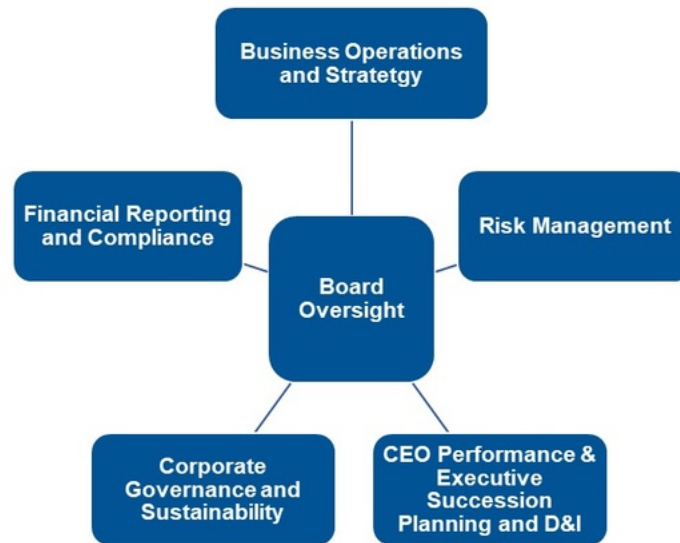 Business Operations
and Stratetgy
Financial Reporting
and Compliance
Risk Management
Board
Oversight
Corporate
Governance and
Sustainability
CEO Performance &
Executive
Succession
Planning and D&I